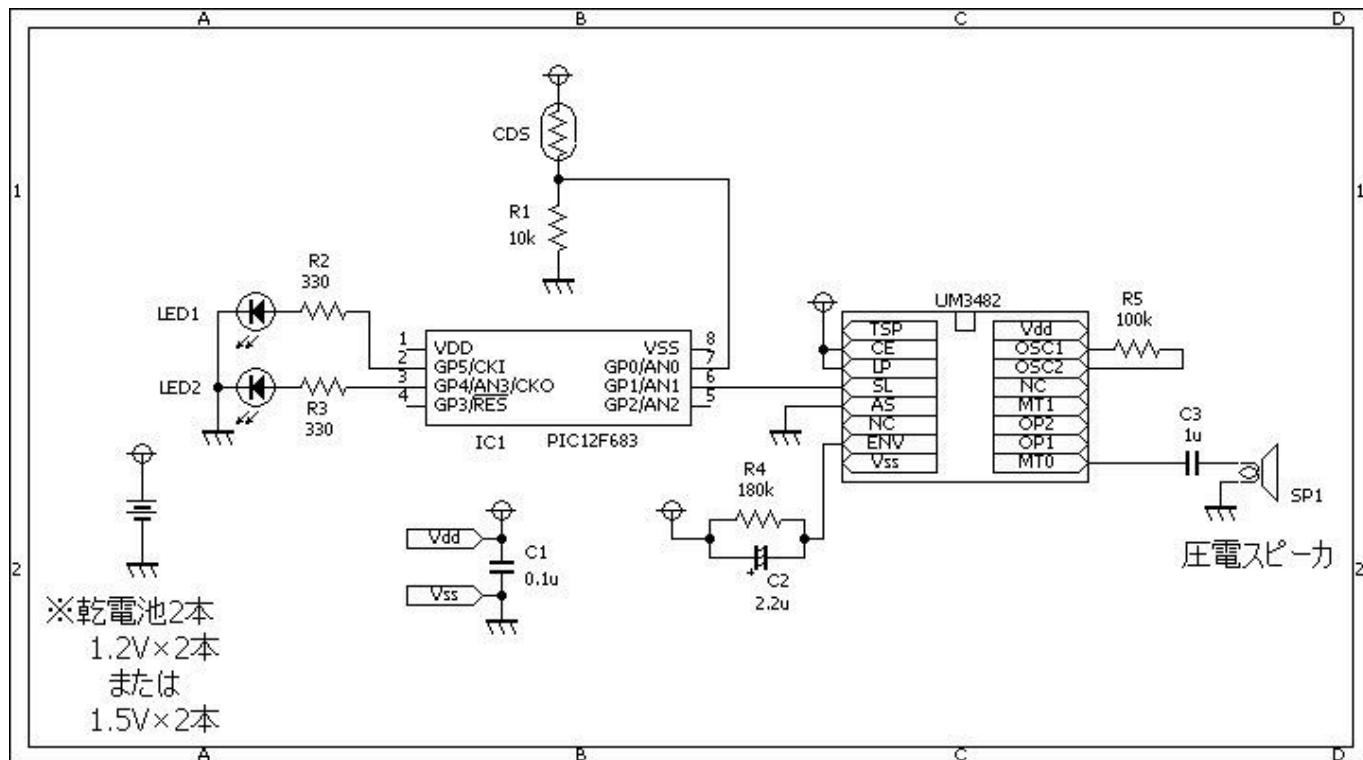 A
B
C
D
1
1
CDS
R1
10k
R2
330
LED1
LED2
R3
330
1
2
3
4
VDD
GP5/CKI
GP4/AN3/CKO
GP3/RES
VSS
GP0/AN0
GP1/AN1
GP2/AN2
8
7
6
5
IC1
PIC12F683
UM3482
TSP
CE
LP
SL
AS
NC
ENV
Vss
Vdd
OSC1
OSC2
NC
MT1
OP2
OP1
MT0
R5
100k
C3
1u
SP1
圧電スピーカ
R4
180k
C2
+
2.2u
Vdd
Vss
C1
0.1u
2
2
※乾電池2本
1.2V×2本
または
1.5V×2本
A
B
C
D